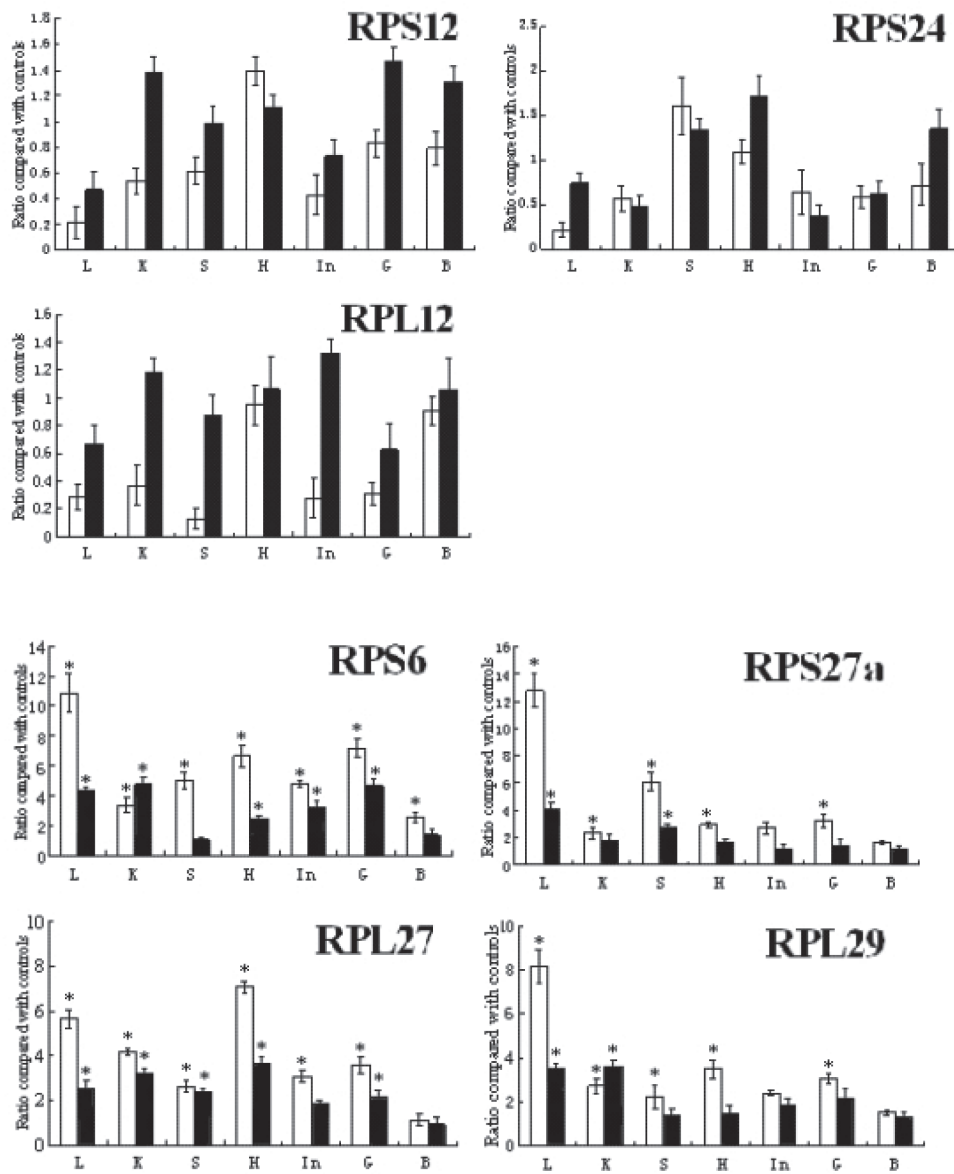 RPS12
Ratio compared with controls
1.8
1.6
1.4
1.2
1
0.8
0.6
0.4
0.2
0
L K S H In G B
RPS24
Ratio compared with controls
2.5
2
1.5
1
0.5
0
L K S H In G B
RPL12
Ratio compared with controls
1.6
1.4
1.2
1
0.8
0.6
0.4
0.2
0
L K S H In G B
RPS6
Ratio compared with controls
14
12
10
8
6
4
2
0
* * * * * * * * * * * *
L K S H In G B
RPS27a
Ratio compared with controls
16
14
12
10
8
6
4
2
0
* * * * * * *
L K S H In G B
RPL27
Ratio compared with controls
10
8
6
4
2
0
* * * * * * * * * * *
L K S H In G B
RPL29
Ratio compared with controls
10
8
6
4
2
0
* * * * * * *
L K S H In G B